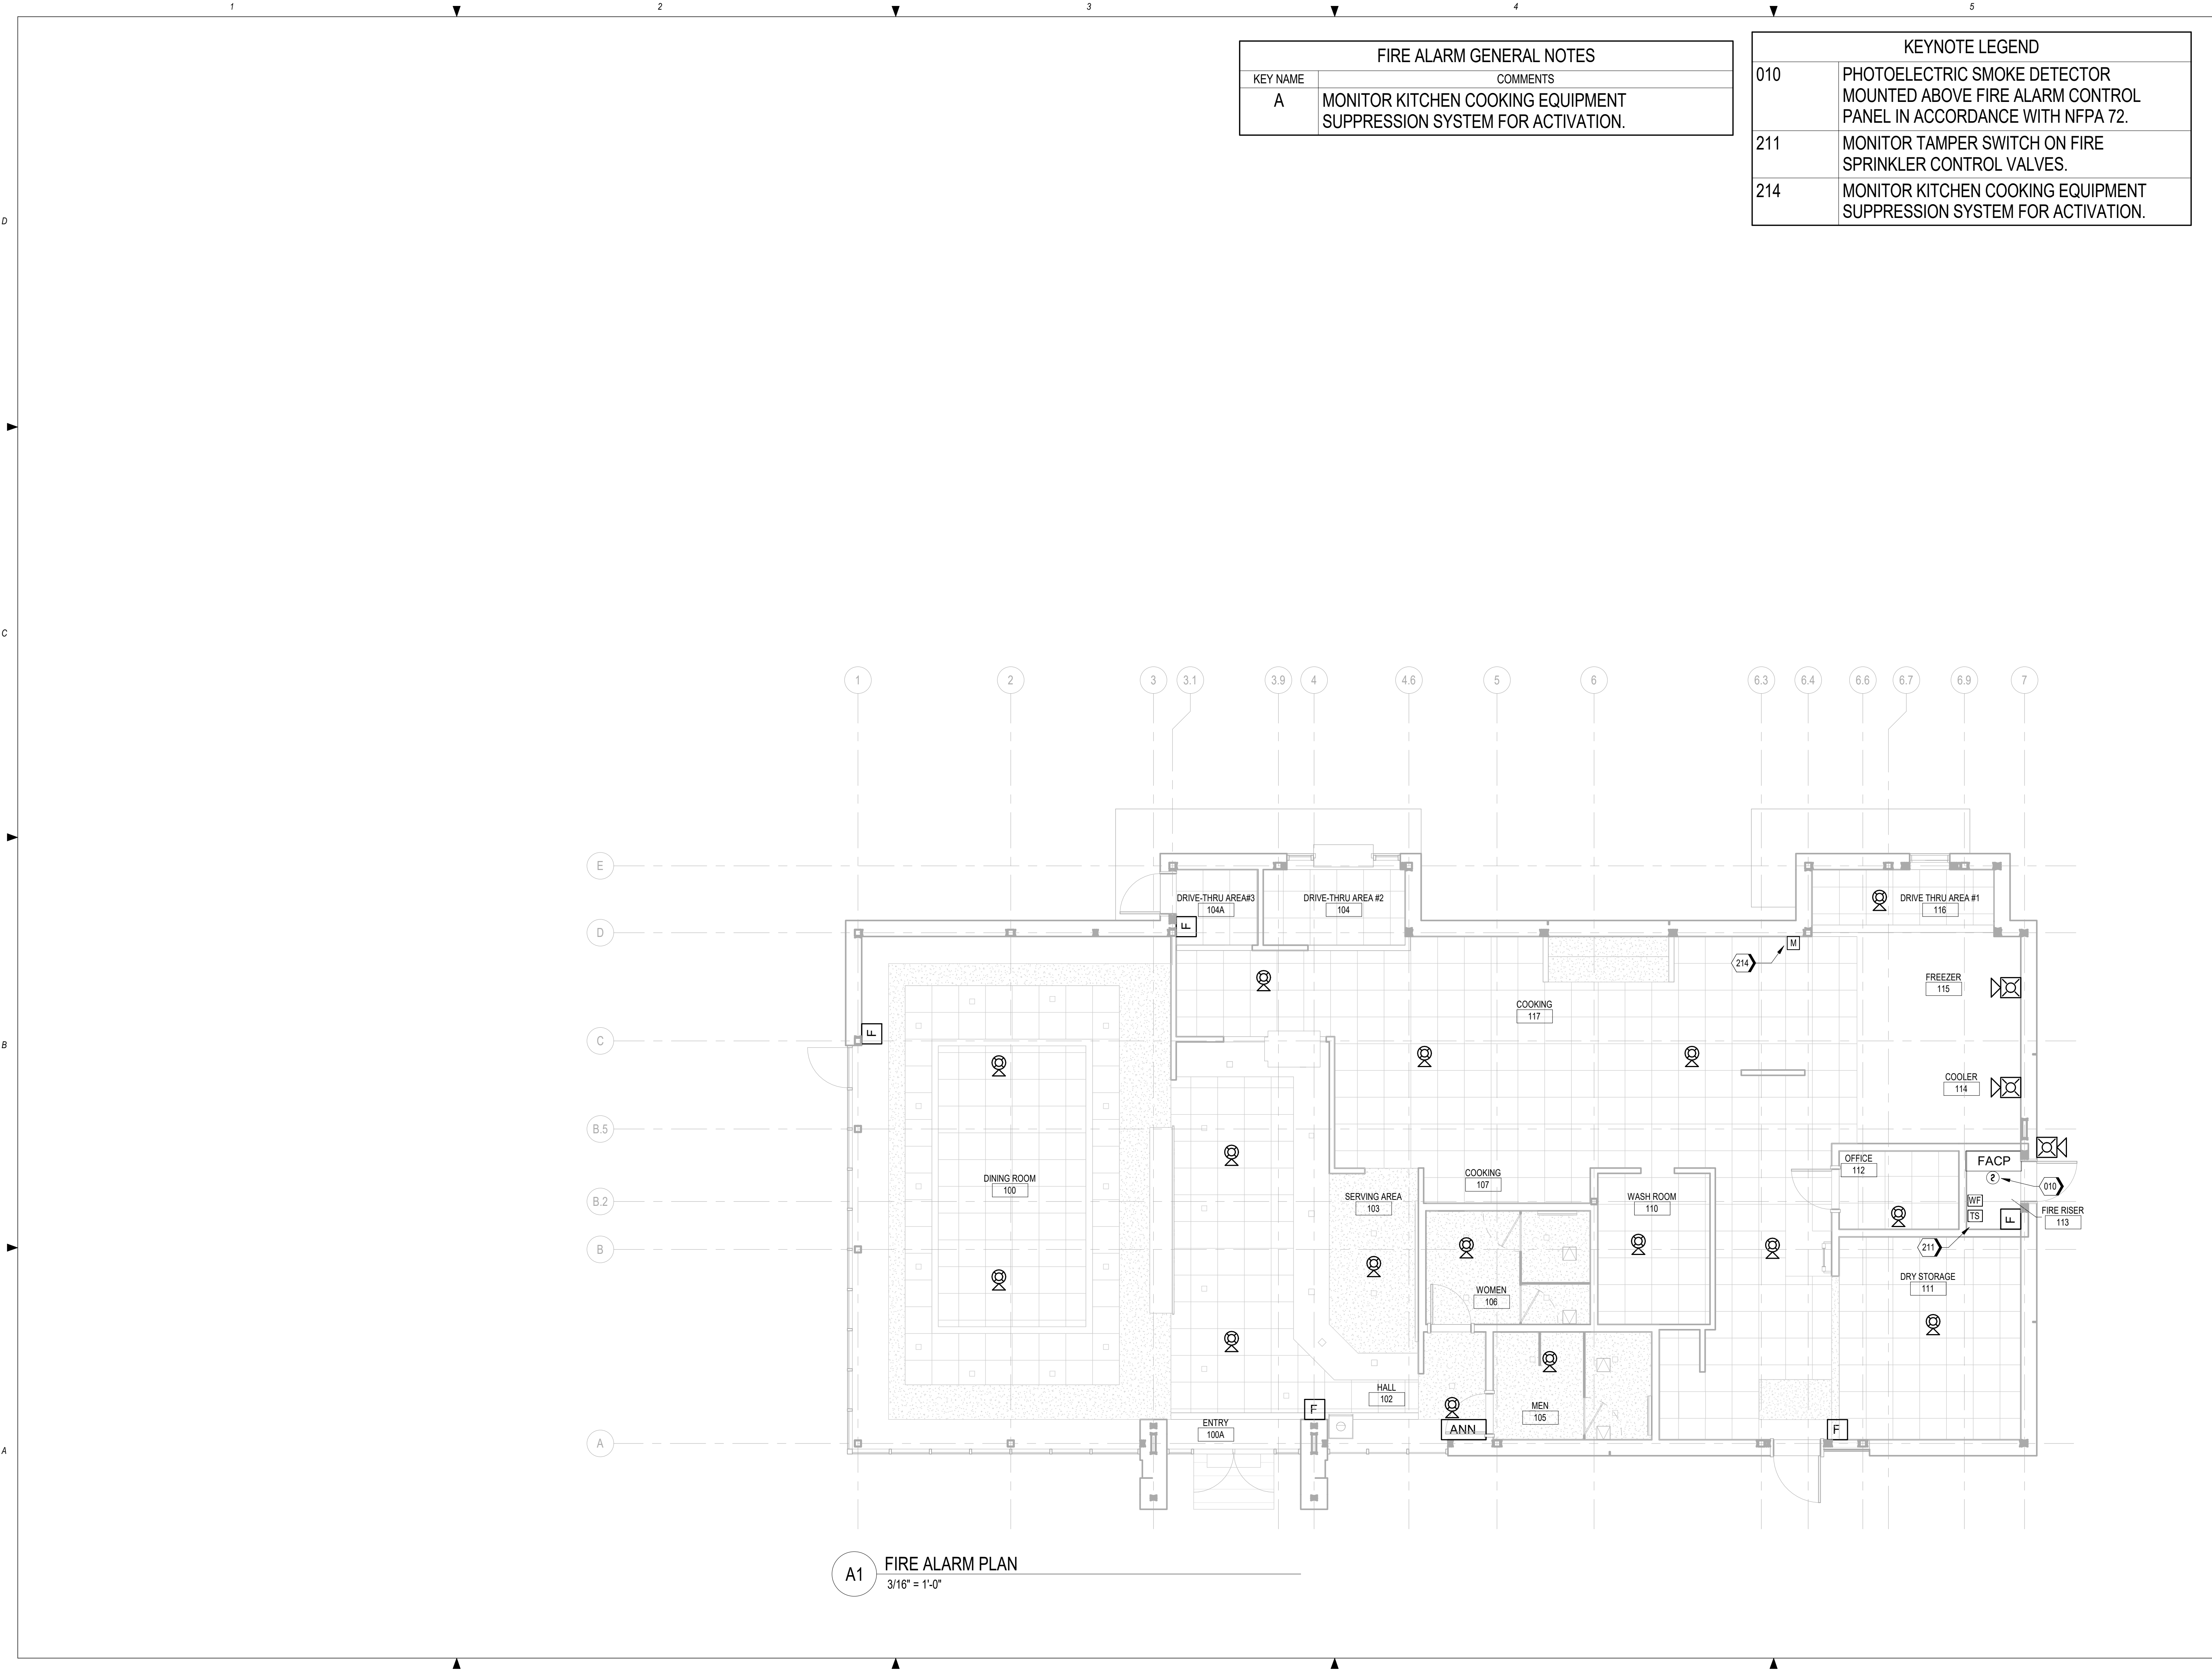 1 2 3 4 5
FIRE ALARM GENERAL NOTES
KEY NAME COMMENTS
A MONITOR KITCHEN COOKING EQUIPMENT
SUPPRESSION SYSTEM FOR ACTIVATION.
KEYNOTE LEGEND
010 PHOTOELECTRIC SMOKE DETECTOR
MOUNTED ABOVE FIRE ALARM CONTROL
PANEL IN ACCORDANCE WITH NFPA 72.
211 MONITOR TAMPER SWITCH ON FIRE
SPRINKLER CONTROL VALVES.
214 MONITOR KITCHEN COOKING EQUIPMENT
SUPPRESSION SYSTEM FOR ACTIVATION.
D
C
B
A
1 2 3 3.1 3.9 4 4.6 5 6 6.3 6.4 6.6 6.7 6.9 7
E
D
C
B.5
B.2
B
A
DRIVE-THRU AREA#3
104A
DRIVE-THRU AREA #2
104
DRIVE THRU AREA #1
116
F
M
214
FREEZER
115
COOKING
117
F
COOLER
114
OFFICE
112
FACP
2
010
WF
TS
F
FIRE RISER
113
211
DINING ROOM
100
SERVING AREA
103
COOKING
107
WASH ROOM
110
WOMEN
106
DRY STORAGE
111
HALL
102
MEN
105
F
ENTRY
100A
ANN
F
A1 FIRE ALARM PLAN
3/16" = 1'-0"